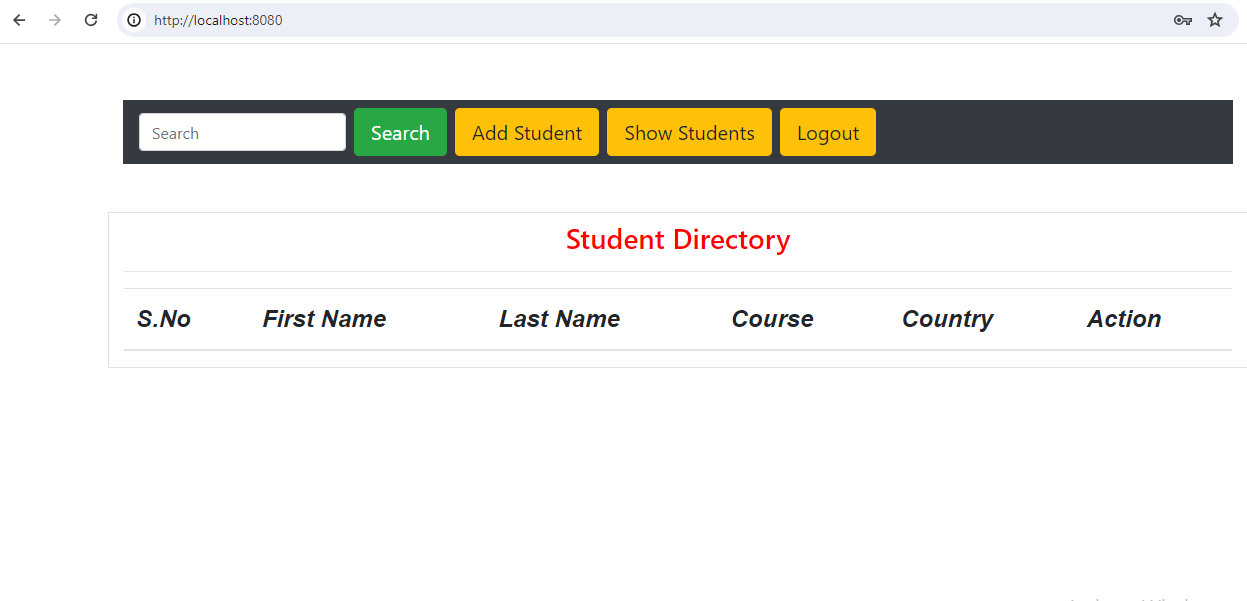 http://localhost:8080
Search Search Add Student Show Students Logout
Student Directory
S.No First Name Last Name Course Country Action